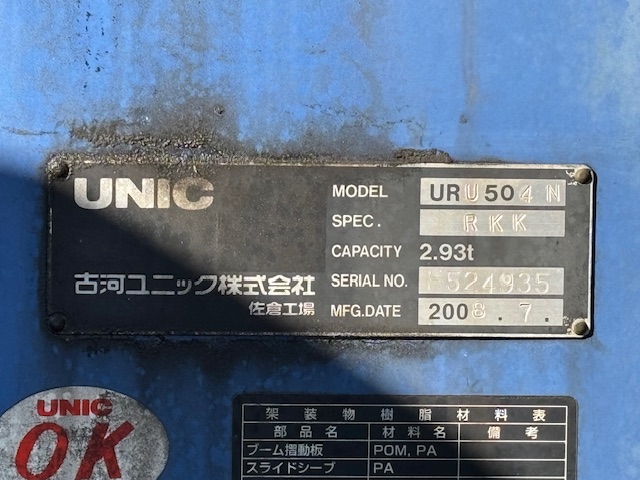 UNIC
古河ユニック株式会社
佐倉工場
MODEL URU504N
SPEC. RKK
CAPACITY 2.93t
SERIAL NO. 524935
MFG.DATE 2008.7.
UNIC
OK
架装物樹脂材料表
部品名 材料名 備考
ブーム摺動板 POM, PA
スライドシーブ PA